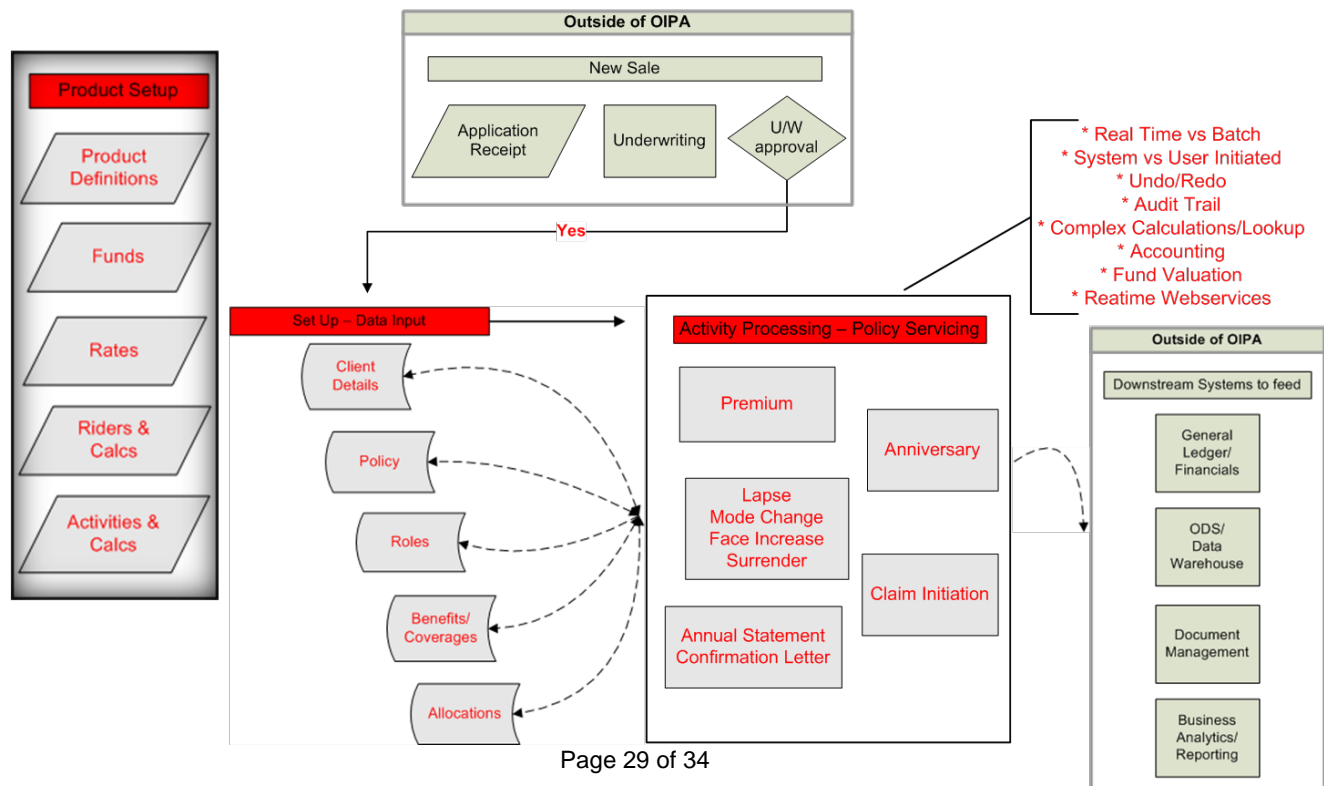 Outside of OIPA
New Sale
Application
Receipt
Underwriting
U/W
approval
Yes
Product Setup
Product
Definitions
Funds
Rates
Riders &
Calcs
Activities &
Calcs
* Real Time vs Batch
* System vs User Initiated
* Undo/Redo
* Audit Trail
* Complex Calculations/Lookup
* Accounting
* Fund Valuation
* Reatime Webservices
Set Up – Data Input
Client
Details
Policy
Roles
Benefits/
Coverages
Allocations
Activity Processing – Policy Servicing
Premium
Anniversary
Lapse
Mode Change
Face Increase
Surrender
Claim Initiation
Annual Statement
Confirmation Letter
Outside of OIPA
Downstream Systems to feed
General
Ledger/
Financials
ODS/
Data
Warehouse
Document
Management
Business
Analytics/
Reporting
Page 29 of 34